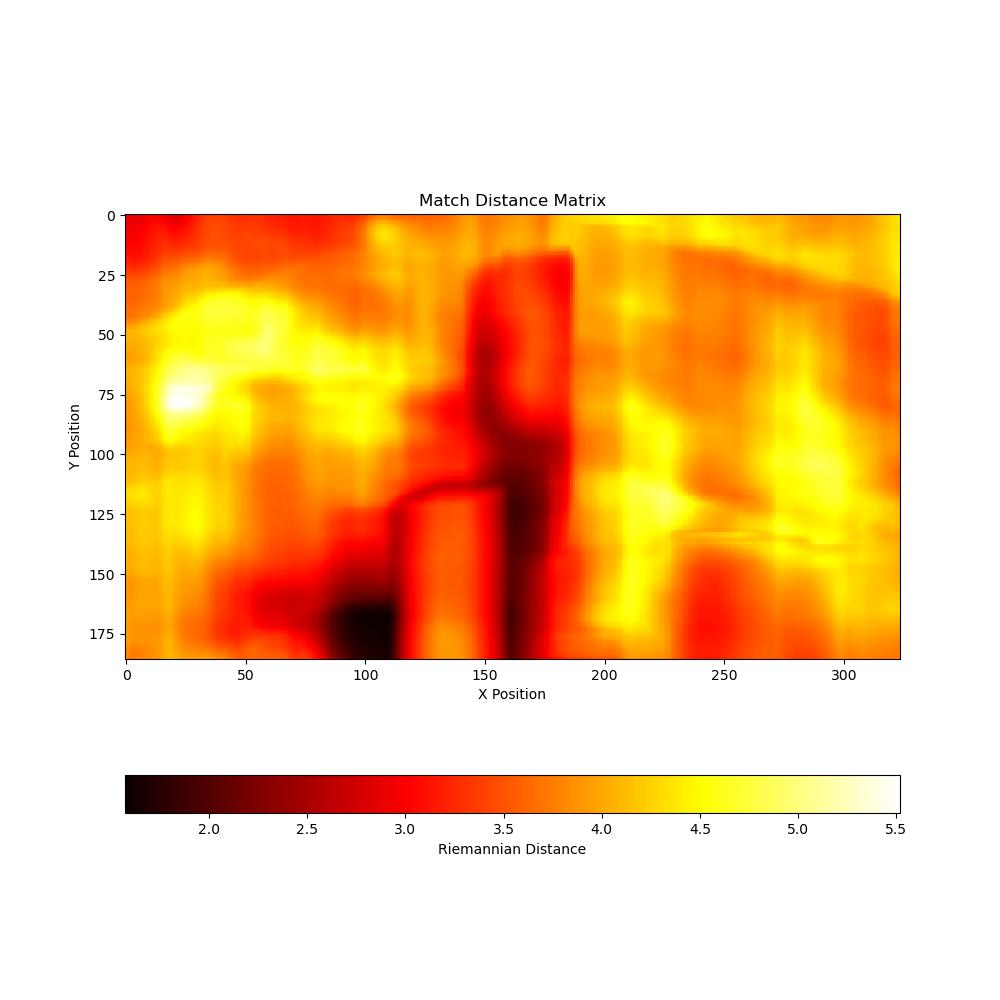 Match Distance Matrix
0
25
50
75
100
125
150
175
Y Position
0 50 100 150 200 250 300
X Position
2.0 2.5 3.0 3.5 4.0 4.5 5.0 5.5
Riemannian Distance